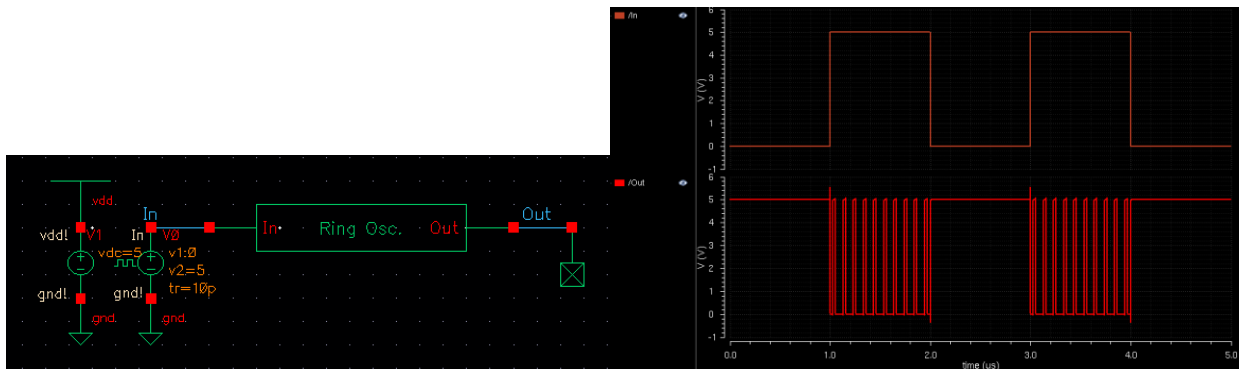 /In
6
5
4
3
2
1
0
-1
V (V)
vdd.
In
vdd!
V1
In
V0
vdc=5
v1:0
v2=5
tr=10p
gnd!
gnd!
gnd.
gnd.
In
Ring Osc.
Out
Out
/Out
6
5
4
3
2
1
0
-1
V (V)
0.0
1.0
2.0
3.0
4.0
5.0
time (us)